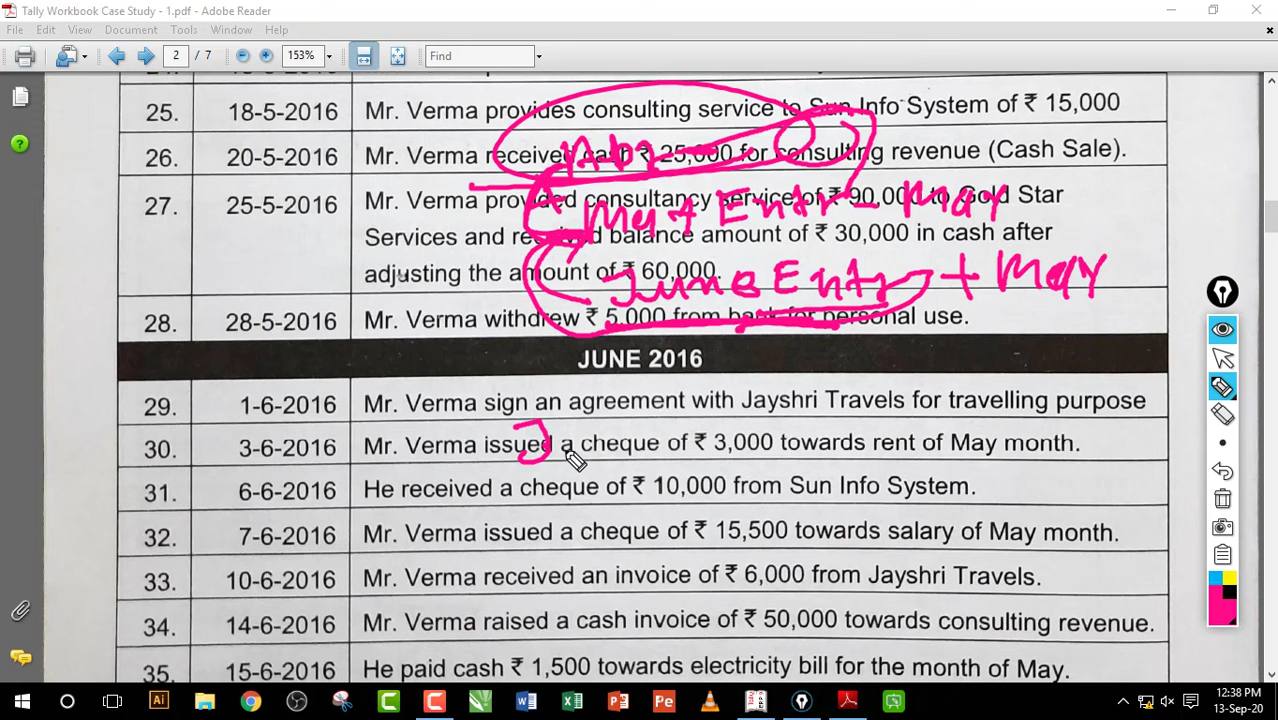 Tally Workbook Case Study - 1.pdf - Adobe Reader
File Edit View Document Tools Window Help
2 / 7 153% Find
25. 18-5-2016 Mr. Verma provides consulting service to Sun Info System of ₹ 15,000
26. 20-5-2016 Mr. Verma received cash ₹ 25,000 for consulting revenue (Cash Sale).
27. 25-5-2016 Mr. Verma provided consultancy service of ₹ 90,000 to Gold Star
Services and received balance amount of ₹ 30,000 in cash after
adjusting the amount of ₹ 60,000.
Entr - May
June Entr + May
28. 28-5-2016 Mr. Verma withdrew ₹ 5,000 from bank for personal use.
JUNE 2016
29. 1-6-2016 Mr. Verma sign an agreement with Jayshri Travels for travelling purpose
30. 3-6-2016 Mr. Verma issued a cheque of ₹ 3,000 towards rent of May month.
31. 6-6-2016 He received a cheque of ₹ 10,000 from Sun Info System.
32. 7-6-2016 Mr. Verma issued a cheque of ₹ 15,500 towards salary of May month.
33. 10-6-2016 Mr. Verma received an invoice of ₹ 6,000 from Jayshri Travels.
34. 14-6-2016 Mr. Verma raised a cash invoice of ₹ 50,000 towards consulting revenue.
35. 15-6-2016 He paid cash ₹ 1,500 towards electricity bill for the month of May.
12:38 PM
13-Sep-20